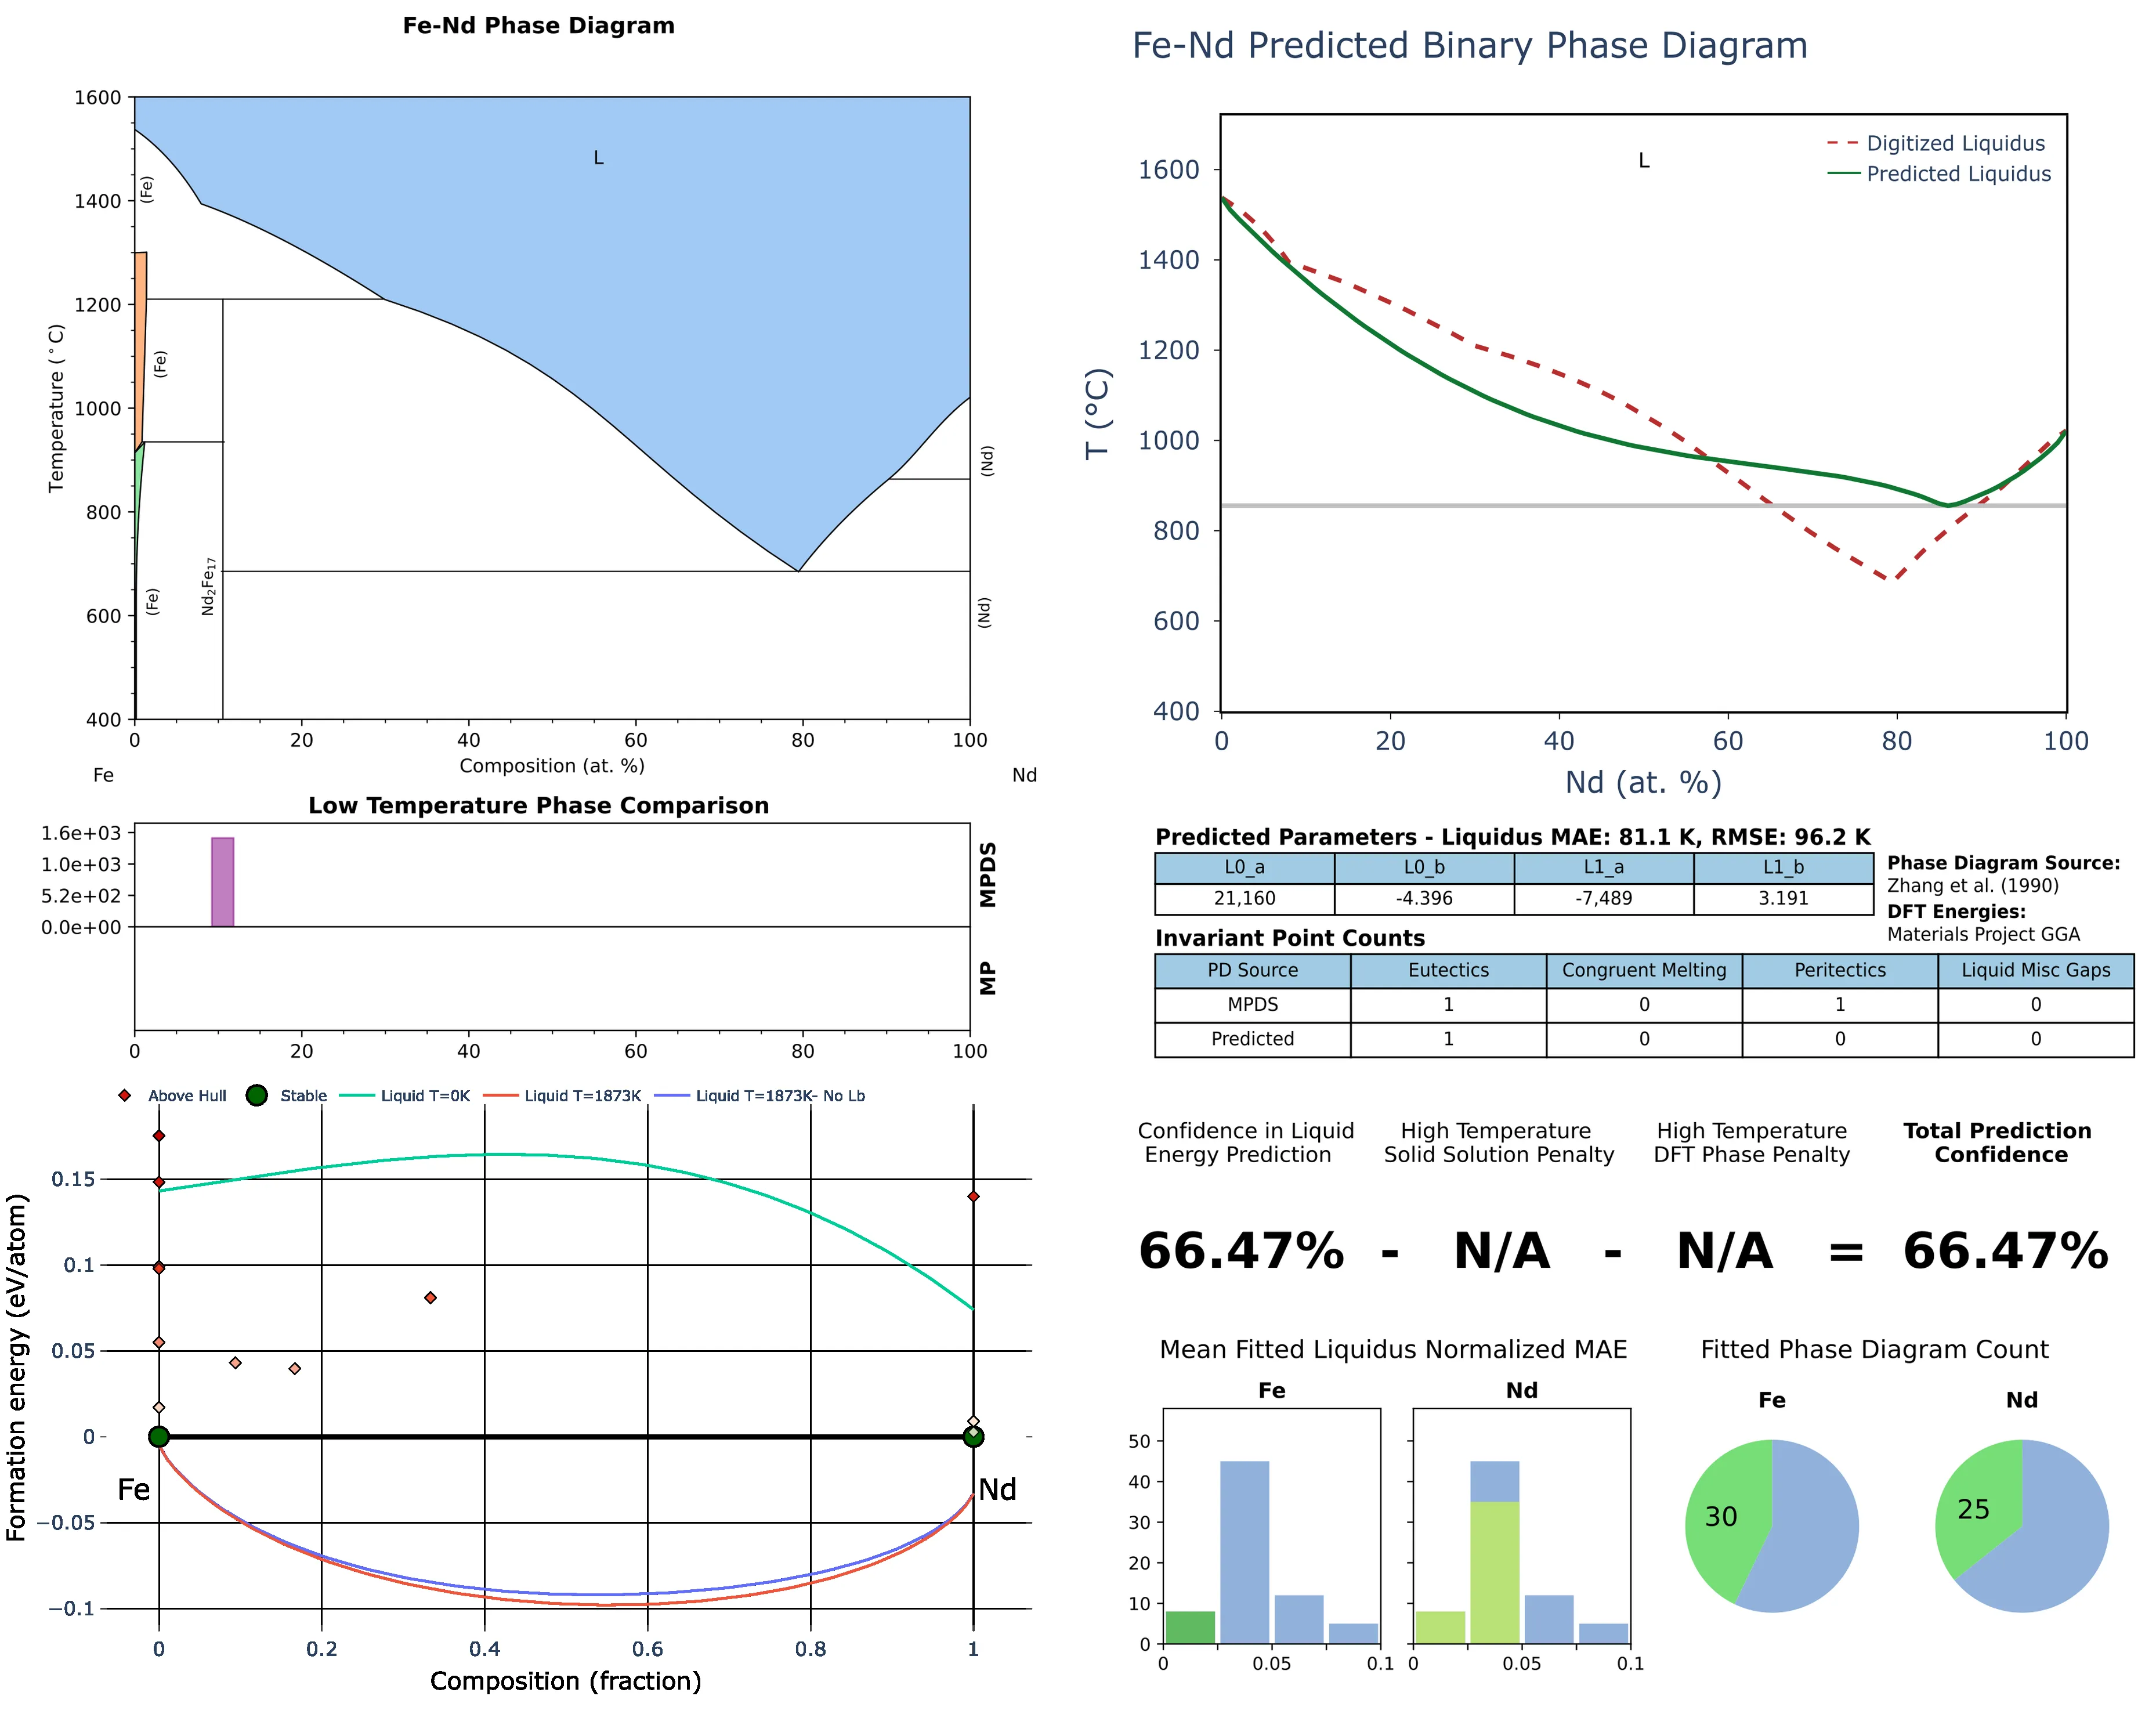 Fe-Nd Phase Diagram
1600
1400
1200
1000
800
600
400
Temperature (°C)
L
(Fe)
(Fe)
(Fe)
Nd2Fe17
(Nd)
(Nd)
0 20 40 60 80 100
Composition (at. %)
Fe
Nd
Fe-Nd Predicted Binary Phase Diagram
1600
1400
1200
1000
800
600
400
T (°C)
L
Digitized Liquidus
Predicted Liquidus
0 20 40 60 80 100
Nd (at. %)
Low Temperature Phase Comparison
1.6e+03
1.0e+03
5.2e+02
0.0e+00
MPDS
MP
0 20 40 60 80 100
Predicted Parameters - Liquidus MAE: 81.1 K, RMSE: 96.2 K
L0_a L0_b L1_a L1_b
21,160 -4.396 -7,489 3.191
Phase Diagram Source:
Zhang et al. (1990)
DFT Energies:
Materials Project GGA
Invariant Point Counts
PD Source Eutectics Congruent Melting Peritectics Liquid Misc Gaps
MPDS 1 0 1 0
Predicted 1 0 0 0
Above Hull Stable Liquid T=0K Liquid T=1873K Liquid T=1873K- No Lb
0.15
0.1
0.05
0
−0.05
−0.1
Formation energy (eV/atom)
Fe
Nd
0 0.2 0.4 0.6 0.8 1
Composition (fraction)
Confidence in Liquid
Energy Prediction
High Temperature
Solid Solution Penalty
High Temperature
DFT Phase Penalty
Total Prediction
Confidence
66.47% - N/A - N/A = 66.47%
Mean Fitted Liquidus Normalized MAE
Fe
Nd
50
40
30
20
10
0
0 0.05 0.1
0 0.05 0.1
Fitted Phase Diagram Count
Fe
Nd
30
25